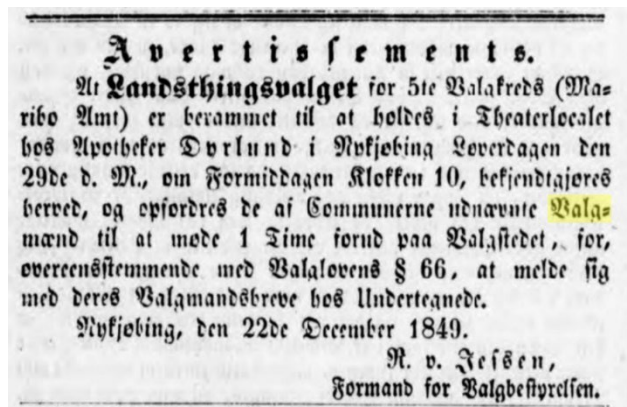 Avertissements.
At Landsthingsvalget for 5te Valgkreds (Ma-
ribo Amt) er berammet til at holdes i Theaterlocalet
hos Apotheker Dyrlund i Nykjøbing Løverdagen den
29de d. M., om Formiddagen Klokken 10, bekjendtgjøres
herved, og opfordres de af Communerne udnævnte Valg-
mænd til at møde 1 Time forud paa Valgstedet, for,
overeensstemmende med Valglovens § 66, at melde sig
med deres Valgmandsbreve hos Undertegnede.
Nykjøbing, den 22de December 1849.
R. v. Jessen,
Formand for Valgbestyrelsen.